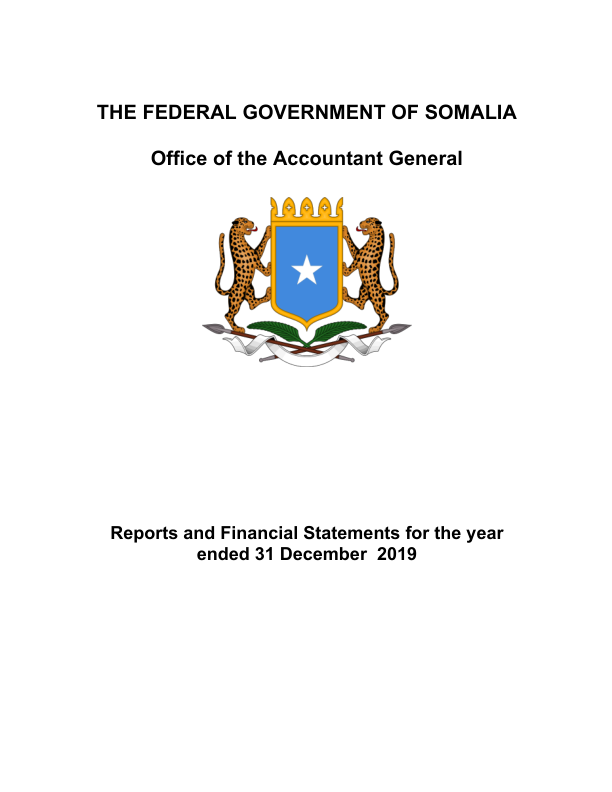 THE FEDERAL GOVERNMENT OF SOMALIA
Office of the Accountant General
Reports and Financial Statements for the year
ended 31 December  2019